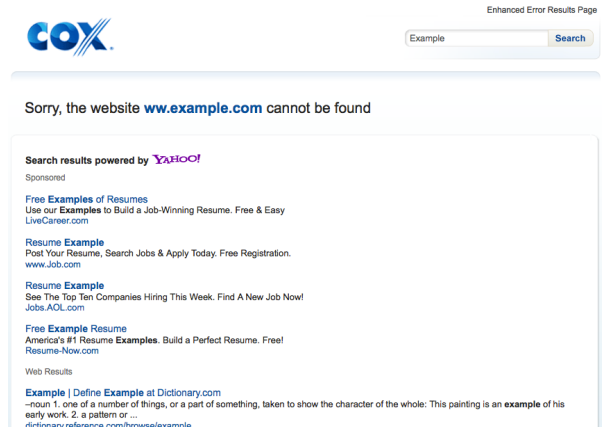 Enhanced Error Results Page
COX.
Example
Search
Sorry, the website ww.example.com cannot be found
Search results powered by YAHOO!
Sponsored
Free Examples of Resumes
Use our Examples to Build a Job-Winning Resume. Free & Easy
LiveCareer.com
Resume Example
Post Your Resume, Search Jobs & Apply Today. Free Registration.
www.Job.com
Resume Example
See The Top Ten Companies Hiring This Week. Find A New Job Now!
Jobs.AOL.com
Free Example Resume
America's #1 Resume Examples. Build a Perfect Resume. Free!
Resume-Now.com
Web Results
Example | Define Example at Dictionary.com
–noun 1. one of a number of things, or a part of something, taken to show the character of the whole: This painting is an example of his
early work. 2. a pattern or ...
dictionary.reference.com/browse/example